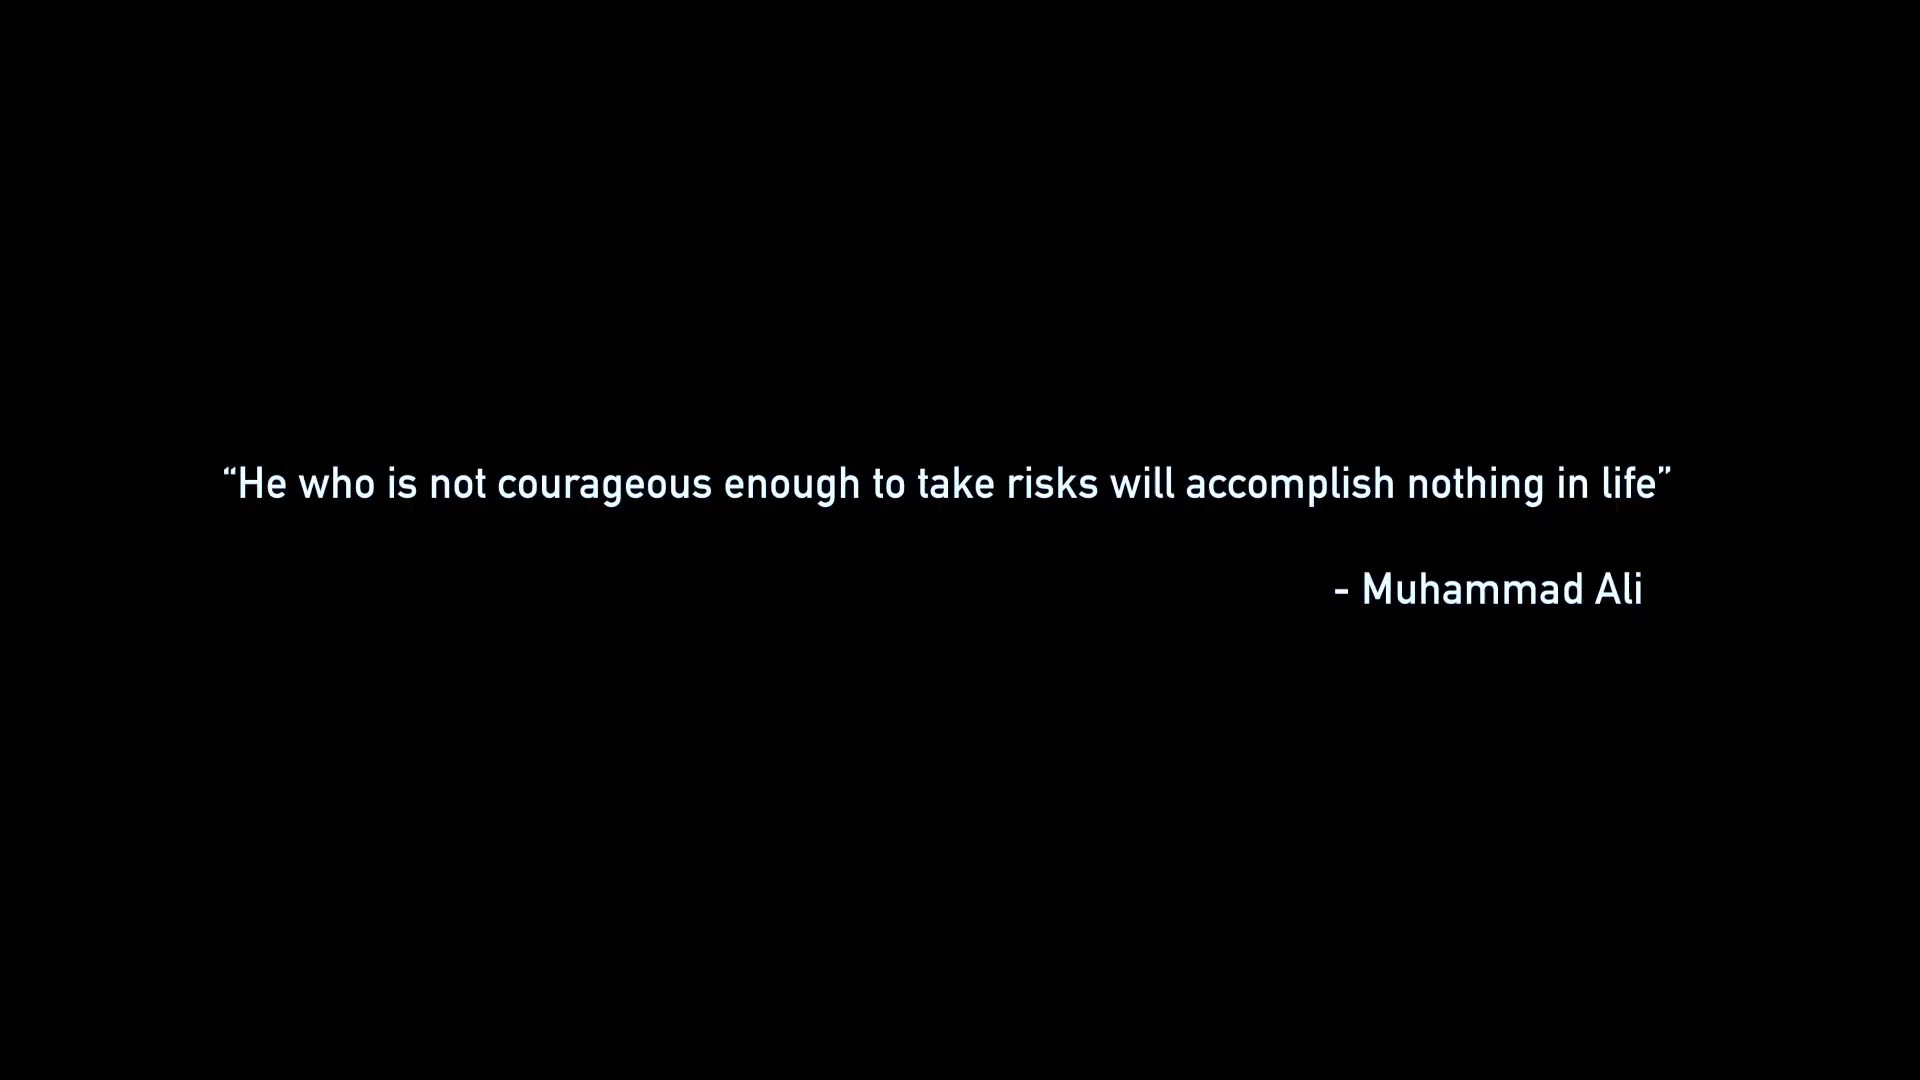 “He who is not courageous enough to take risks will accomplish nothing in life”
- Muhammad Ali